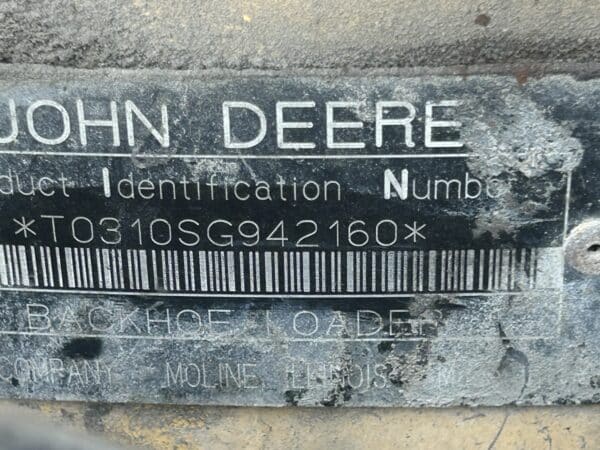 JOHN DEERE
duct Identification Numb
*T0310SG942160*
BACKHOE LOADER
COMPANY MOLINE ILLINOIS